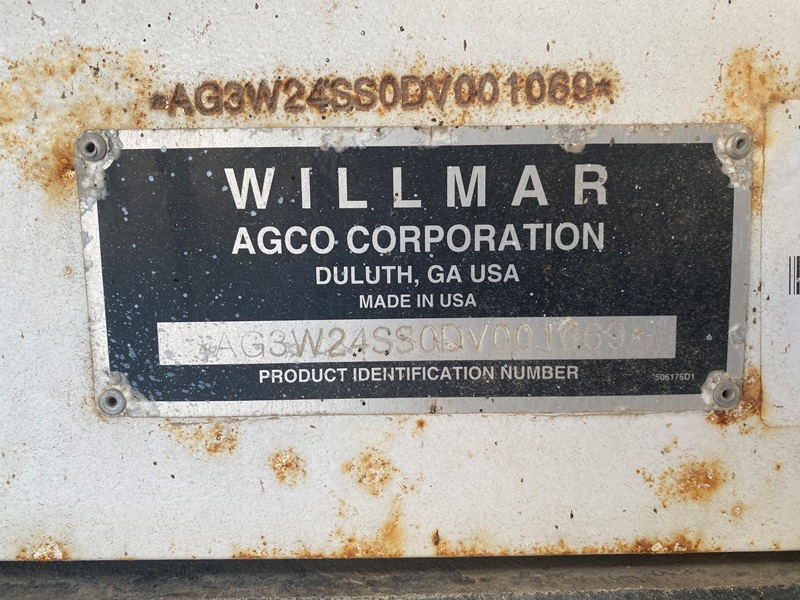 *AG3W24SS0DV001069*
WILLMAR
AGCO CORPORATION
DULUTH, GA USA
MADE IN USA
*AG3W24SS0DV001069*
PRODUCT IDENTIFICATION NUMBER
506176D1